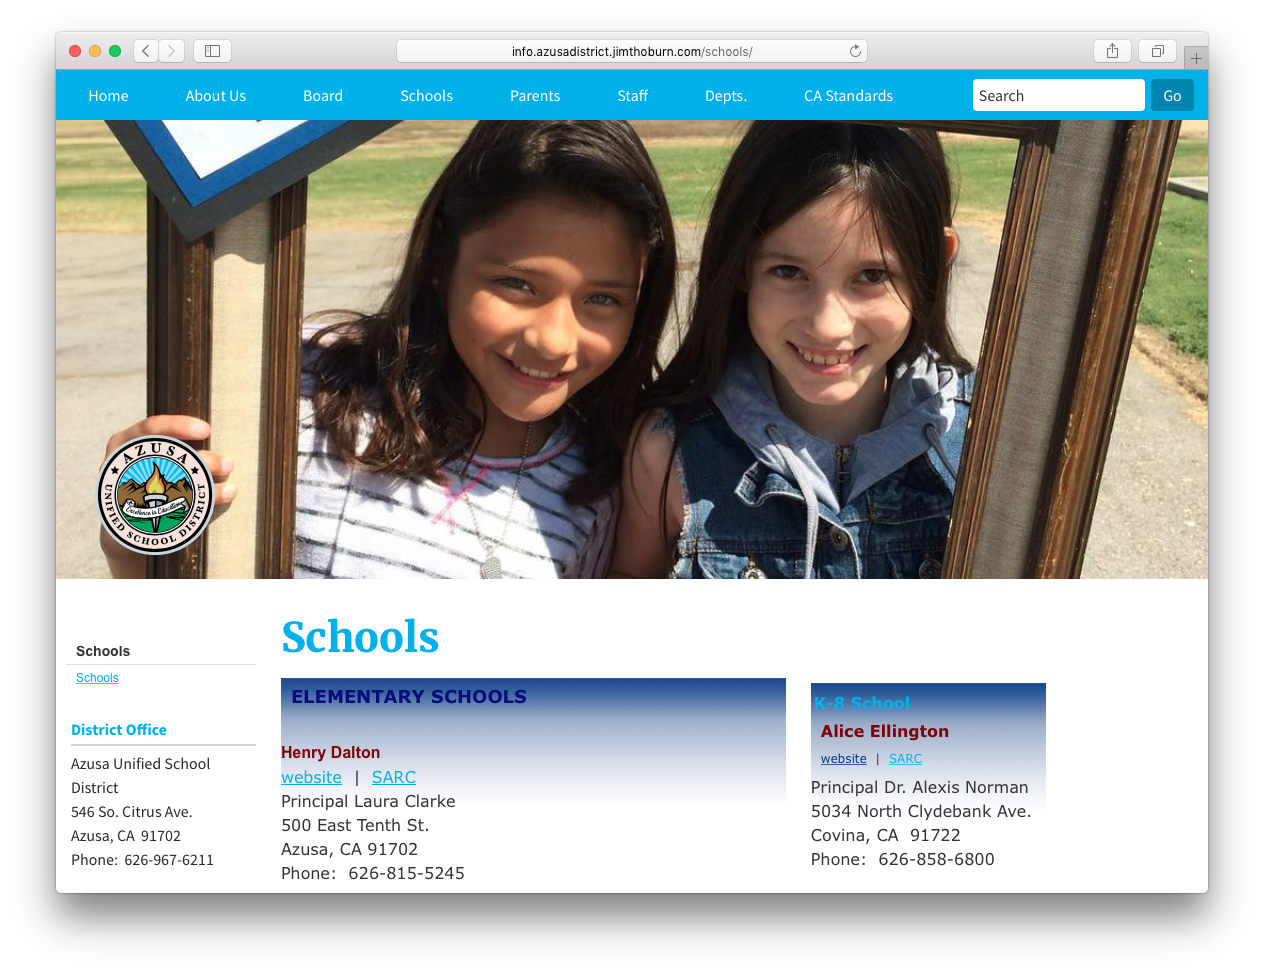 info.azusadistrict.jimthoburn.com/schools/
Home About Us Board Schools Parents Staff Depts. CA Standards Search Go
AZUSA
UNIFIED SCHOOL DISTRICT
Excellence in Education
Schools
Schools
District Office
Azusa Unified School
District
546 So. Citrus Ave.
Azusa, CA 91702
Phone: 626-967-6211
Schools
ELEMENTARY SCHOOLS
Henry Dalton
website | SARC
Principal Laura Clarke
500 East Tenth St.
Azusa, CA 91702
Phone: 626-815-5245
K-8 School
Alice Ellington
website | SARC
Principal Dr. Alexis Norman
5034 North Clydebank Ave.
Covina, CA 91722
Phone: 626-858-6800